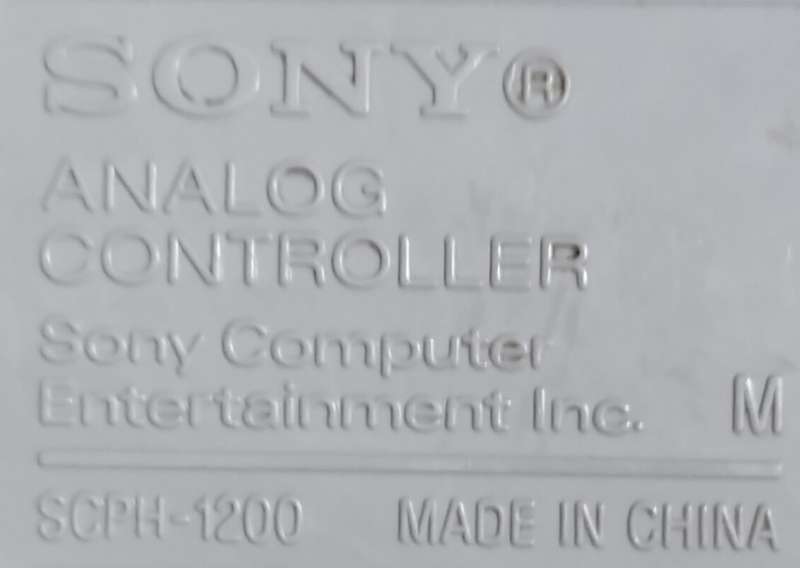 SONY®
ANALOG
CONTROLLER
Sony Computer
Entertainment Inc. M
SCPH-1200 MADE IN CHINA